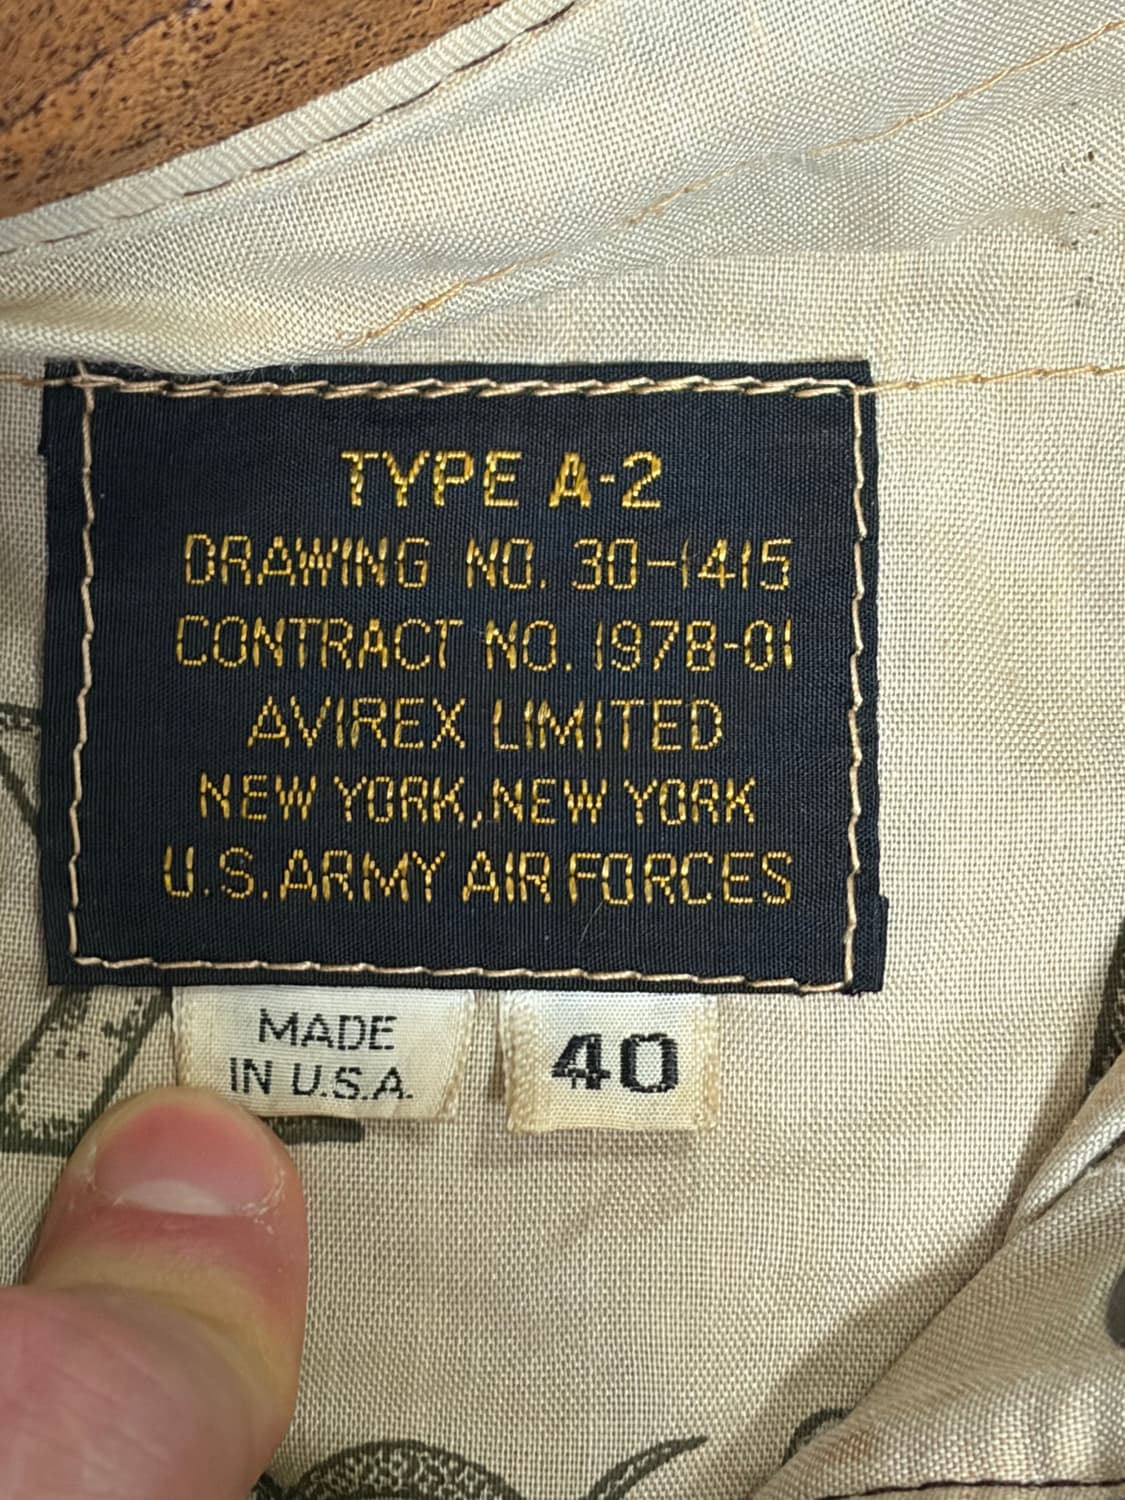 TYPE A-2
DRAWING NO. 30-1415
CONTRACT NO. 1978-01
AVIREX LIMITED
NEW YORK, NEW YORK
U.S. ARMY AIR FORCES
MADE
IN U.S.A.
40